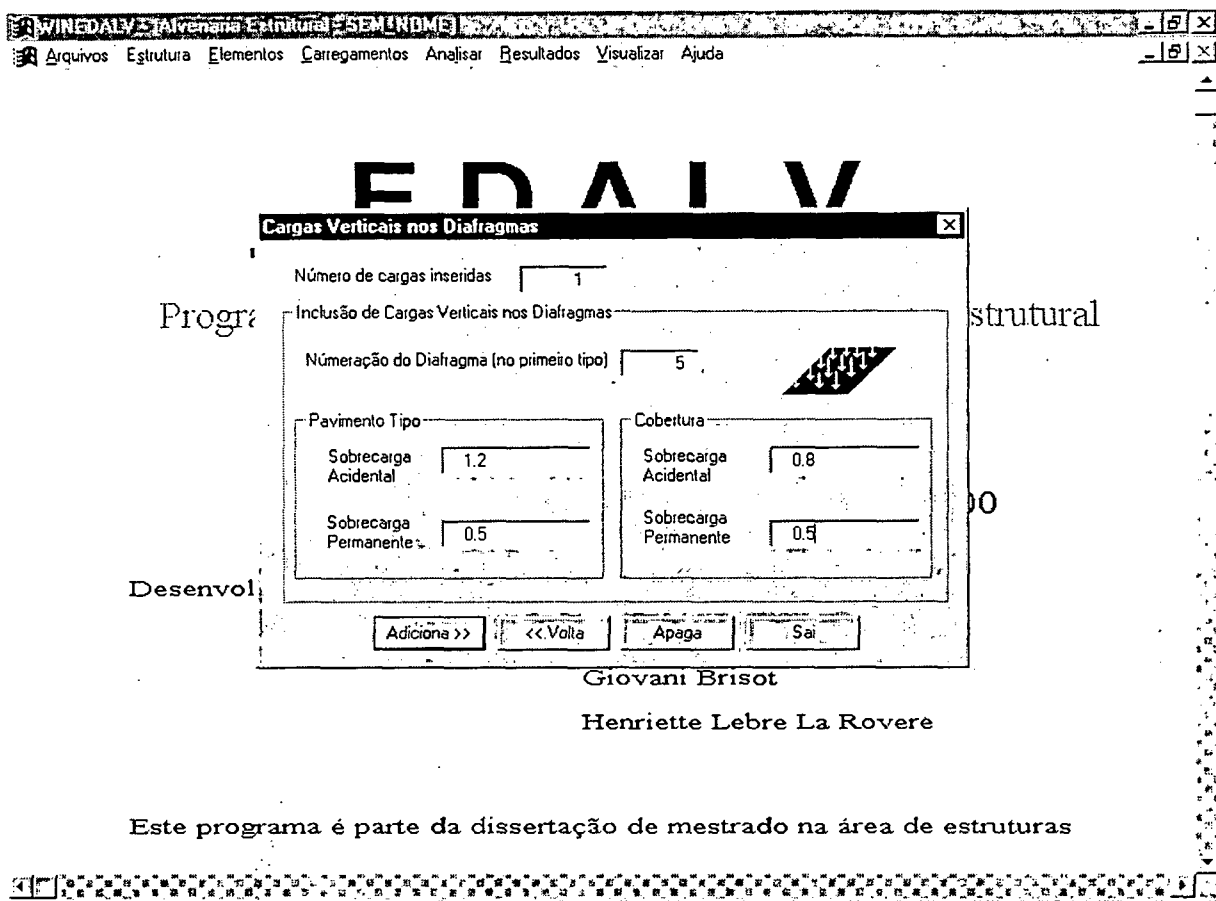 WINEDALV - Alvenaria Estrutural - [SEM NOME]
Arquivos Estrutura Elementos Carregamentos Analisar Resultados Visualizar Ajuda
EDALV
Cargas Verticais nos Diafragmas
Número de cargas inseridas 1
Progra
strutural
Inclusão de Cargas Verticais nos Diafragmas
Númeração do Diafragma (no primeiro tipo) 5
Pavimento Tipo
Cobertura
Sobrecarga Acidental 1.2
Sobrecarga Acidental 0.8
Sobrecarga Permanente 0.5
Sobrecarga Permanente 0.5
00
Desenvol
Adiciona >> << Volta Apaga Sai
Giovani Brisot
Henriette Lebre La Rovere
Este programa é parte da dissertação de mestrado na área de estruturas